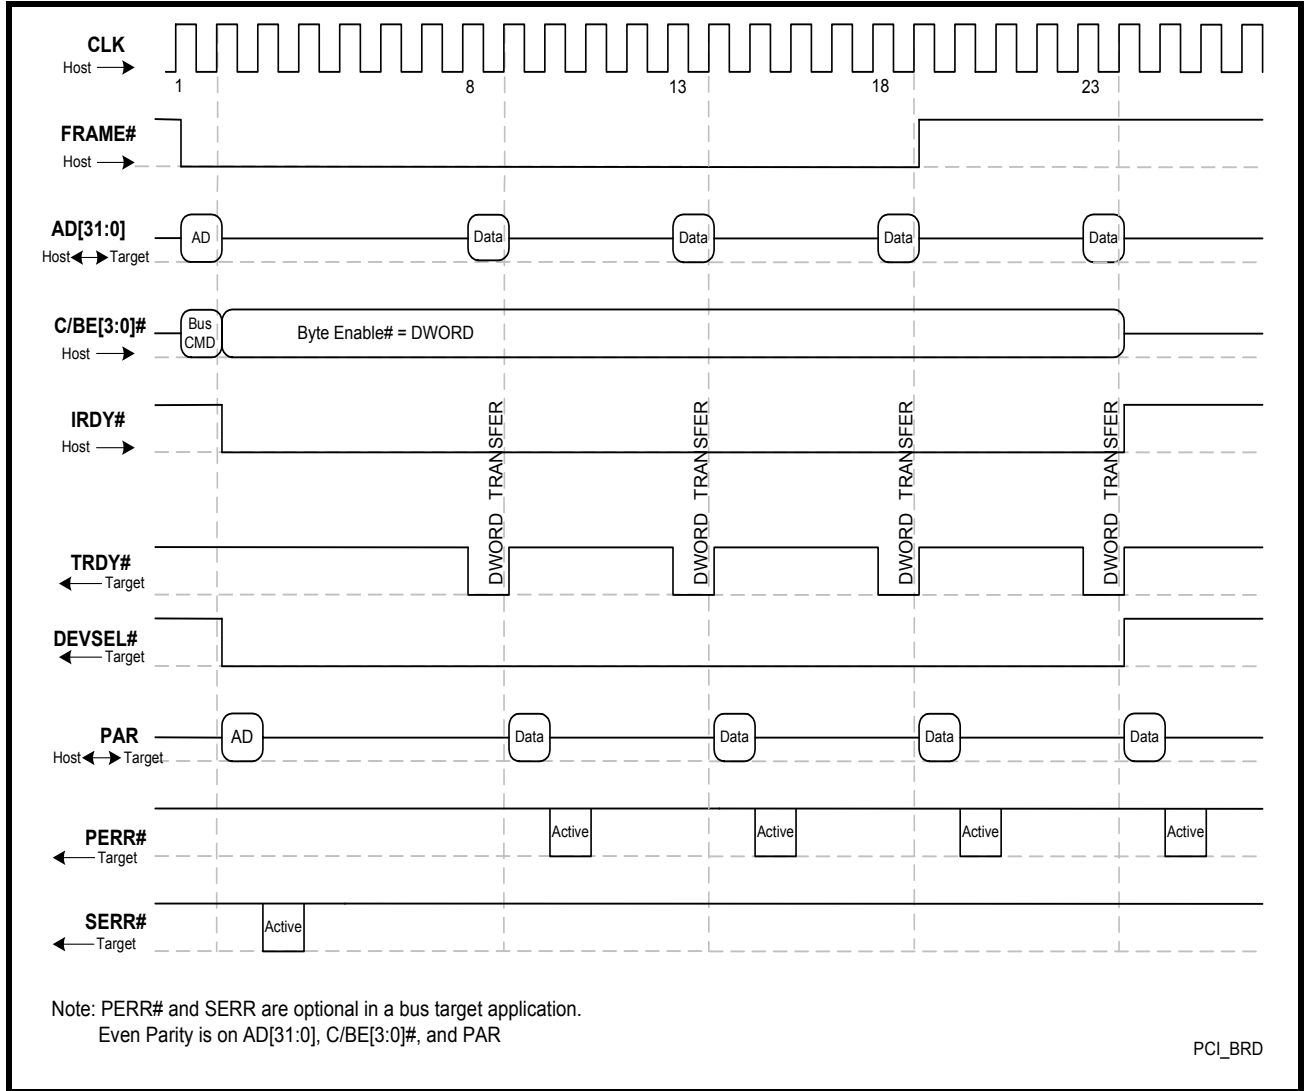 CLK
Host
1 8 13 18 23
FRAME#
Host
AD[31:0]
Host Target
AD Data Data Data Data
C/BE[3:0]#
Host
Bus
CMD
Byte Enable# = DWORD
IRDY#
Host
DWORD TRANSFER
DWORD TRANSFER
DWORD TRANSFER
DWORD TRANSFER
TRDY#
Target
DEVSEL#
Target
PAR
Host Target
AD Data Data Data Data
PERR#
Target
Active Active Active Active
SERR#
Target
Active
Note: PERR# and SERR are optional in a bus target application.
Even Parity is on AD[31:0], C/BE[3:0]#, and PAR
PCI_BRD